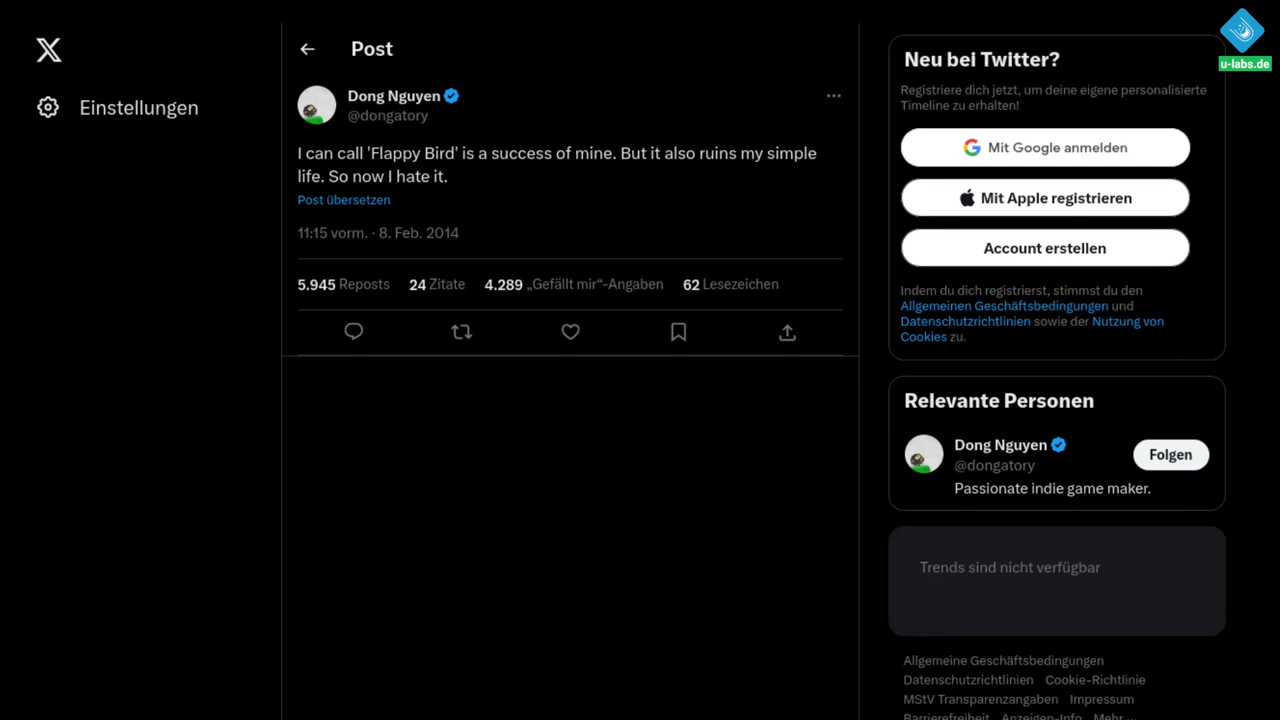 Einstellungen
Post
Dong Nguyen
@dongatory
I can call 'Flappy Bird' is a success of mine. But it also ruins my simple
life. So now I hate it.
Post übersetzen
11:15 vorm. · 8. Feb. 2014
5.945 Reposts 24 Zitate 4.289 „Gefällt mir“-Angaben 62 Lesezeichen
u-labs.de
Neu bei Twitter?
Registriere dich jetzt, um deine eigene personalisierte
Timeline zu erhalten!
Mit Google anmelden
Mit Apple registrieren
Account erstellen
Indem du dich registrierst, stimmst du den
Allgemeinen Geschäftsbedingungen und
Datenschutzrichtlinien sowie der Nutzung von
Cookies zu.
Relevante Personen
Dong Nguyen
@dongatory
Folgen
Passionate indie game maker.
Trends sind nicht verfügbar
Allgemeine Geschäftsbedingungen
Datenschutzrichtlinien Cookie-Richtlinie
MStV Transparenzangaben Impressum
Barrierefreiheit Anzeigen-Info Mehr ...